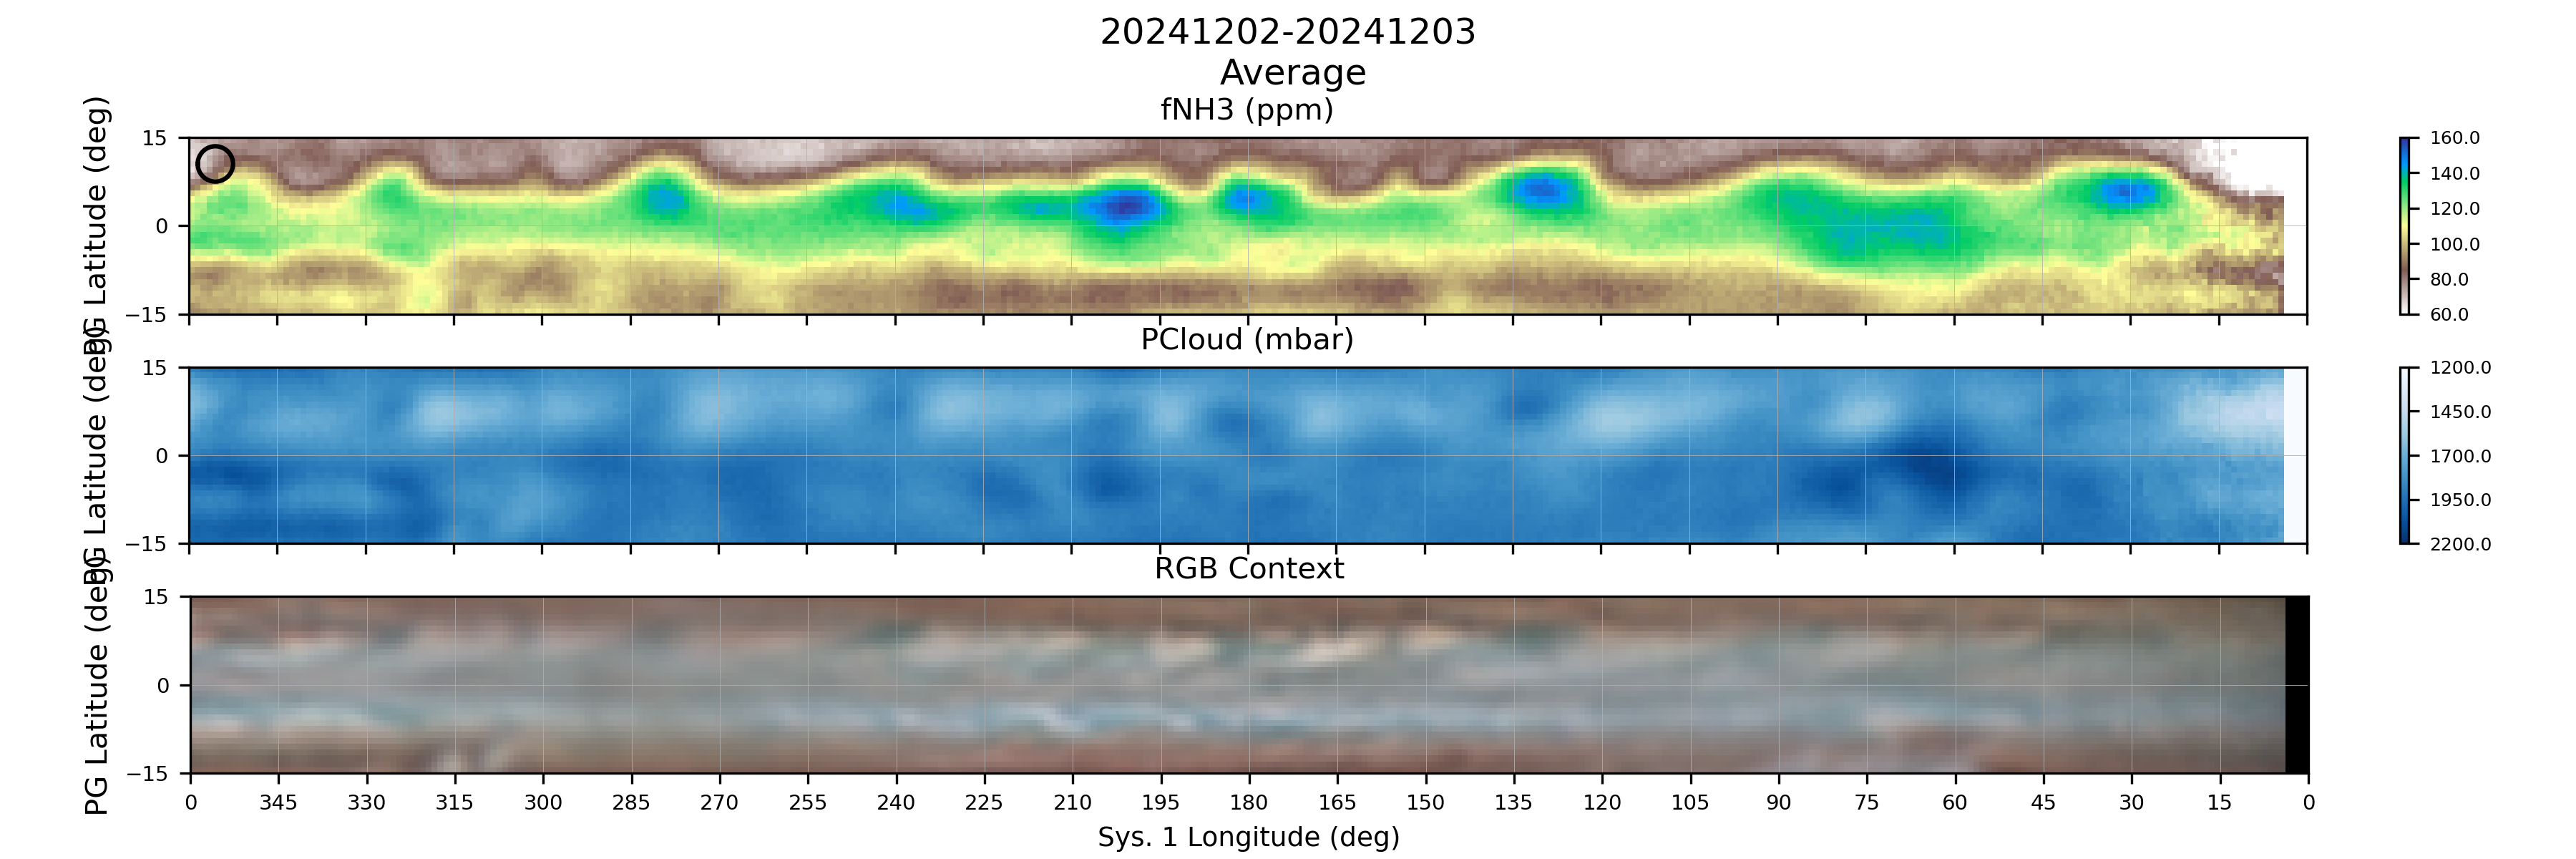 20241202-20241203
Average
fNH3 (ppm)
PG Latitude (deg)
15
0
−15
160.0
140.0
120.0
100.0
80.0
60.0
PCloud (mbar)
PG Latitude (deg)
15
0
−15
1200.0
1450.0
1700.0
1950.0
2200.0
RGB Context
PG Latitude (deg)
15
0
−15
0 345 330 315 300 285 270 255 240 225 210 195 180 165 150 135 120 105 90 75 60 45 30 15 0
Sys. 1 Longitude (deg)